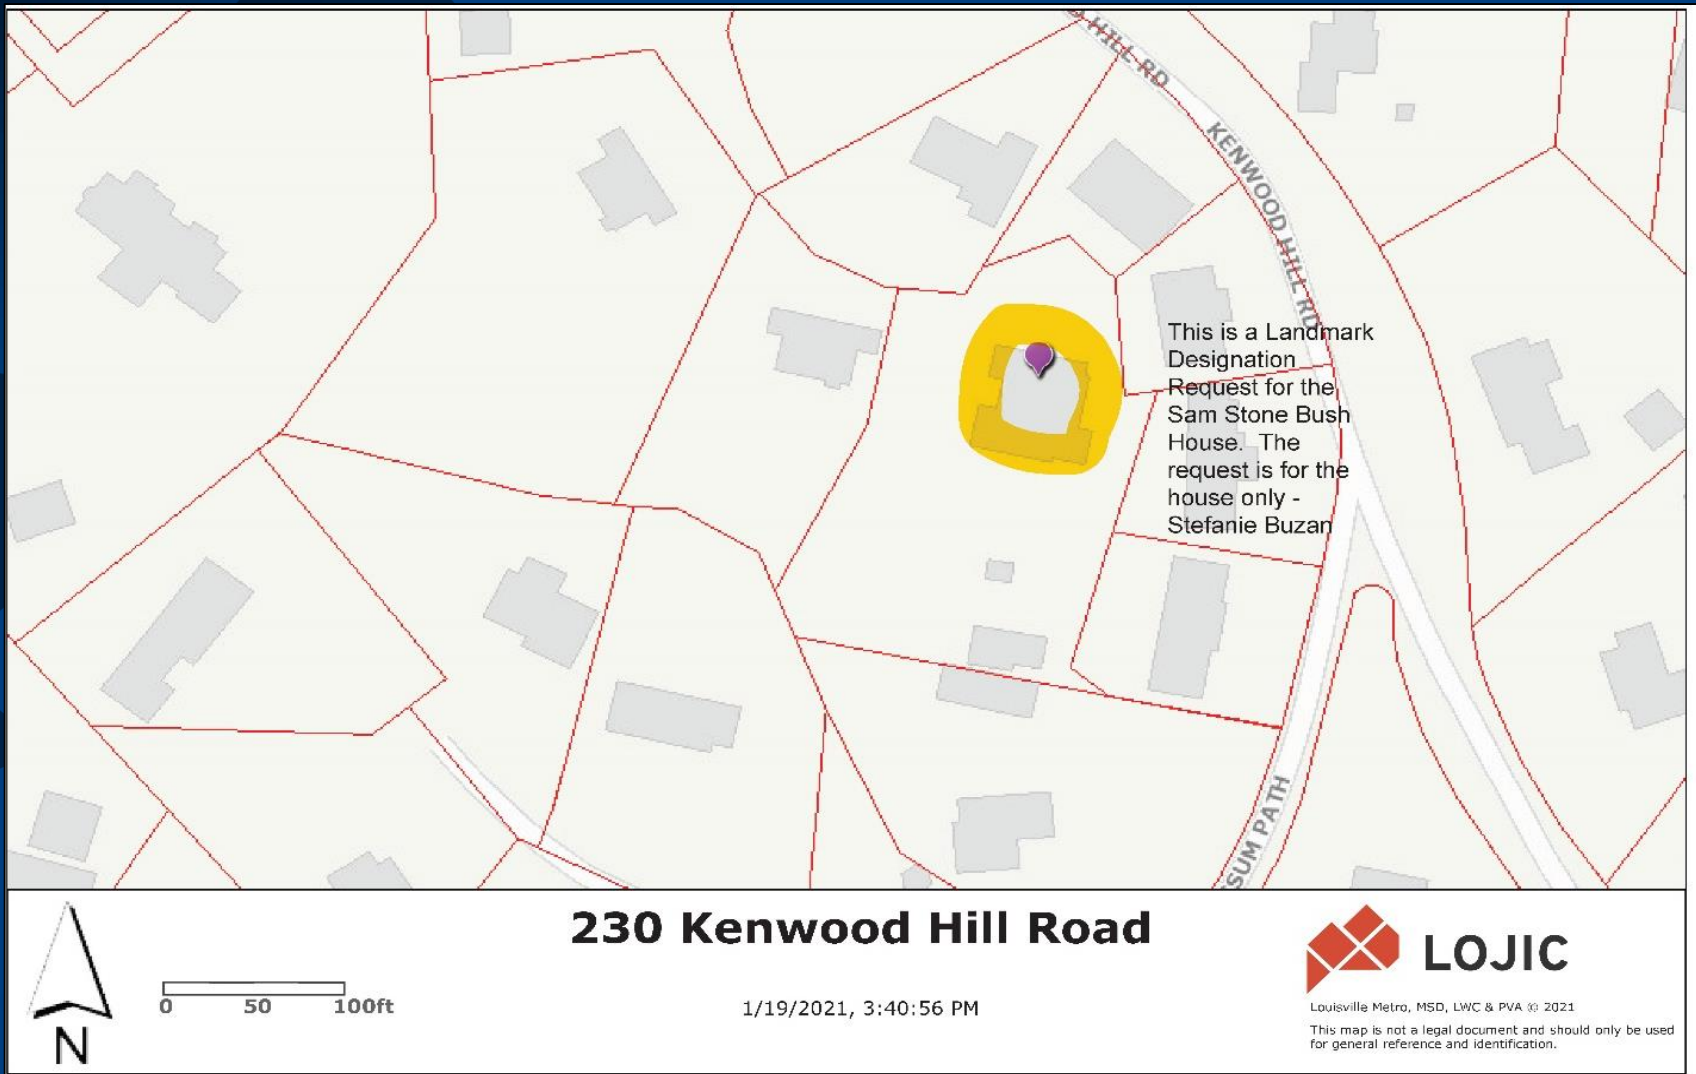 D HILL RD
KENWOOD HILL RD
This is a Landmark
Designation
Request for the
Sam Stone Bush
House. The
request is for the
house only -
Stefanie Buzan
SUM PATH
230 Kenwood Hill Road
LOJIC
0 50 100ft
1/19/2021, 3:40:56 PM
Louisville Metro, MSD, LWC & PVA © 2021
This map is not a legal document and should only be used
for general reference and identification.
N